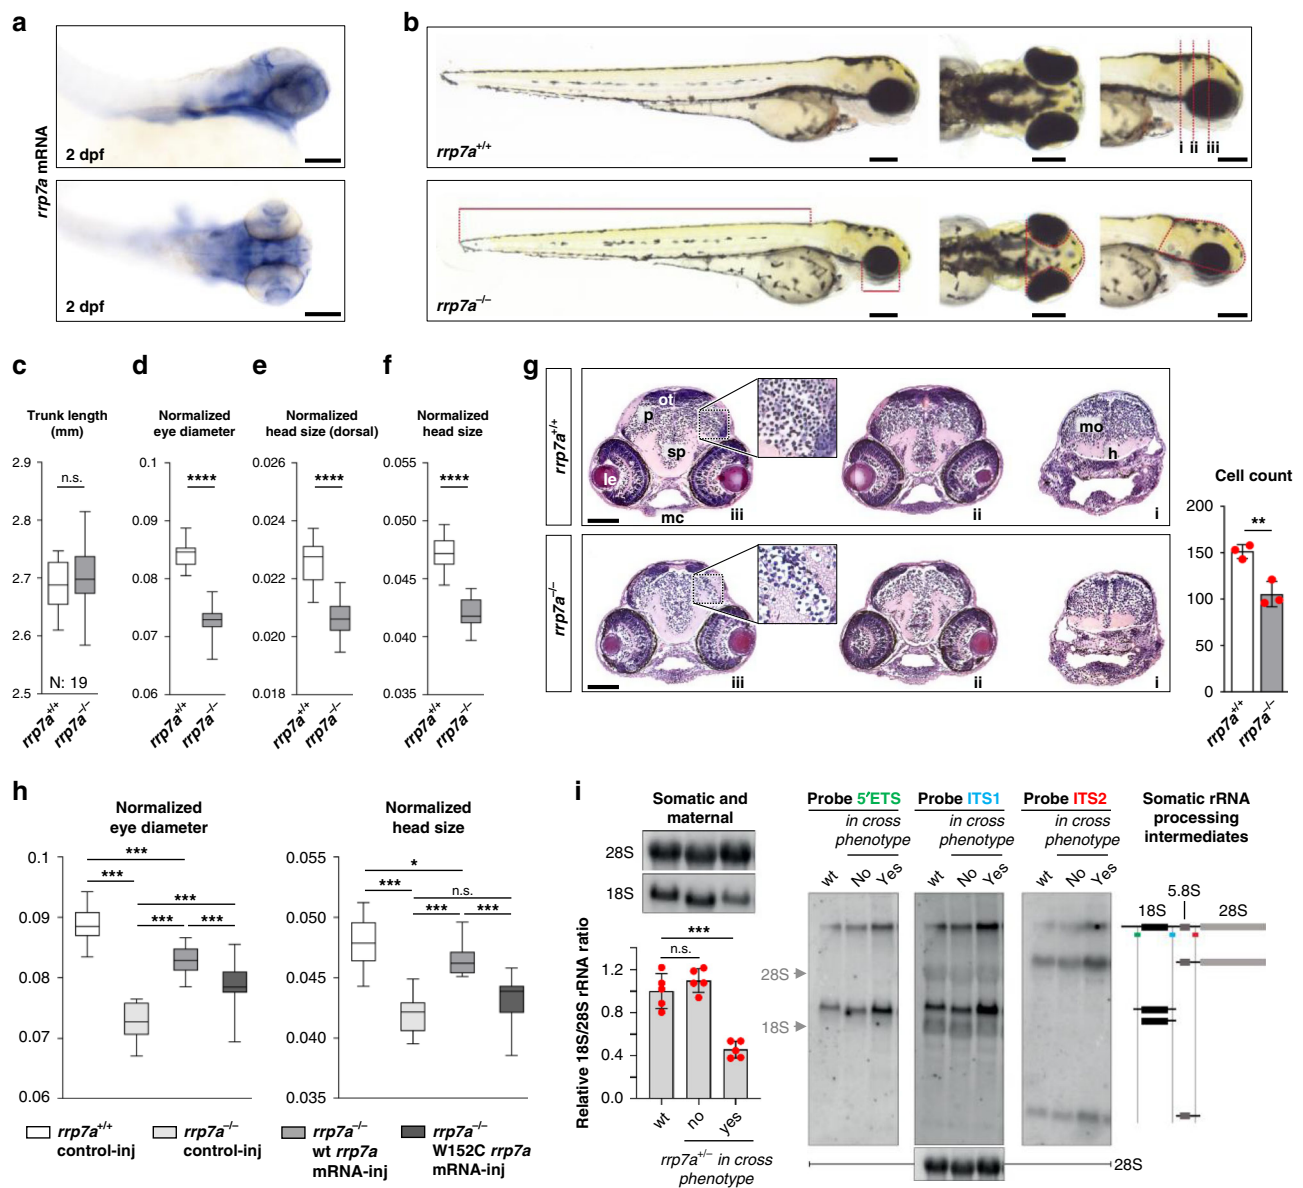 a
rrp7a mRNA
2 dpf
2 dpf
b
rrp7a+/+
i ii iii
rrp7a−/−
c
Trunk length
(mm)
2.9
2.8
2.7
2.6
2.5
n.s.
N: 19
rrp7a+/+
rrp7a−/−
d
Normalized
eye diameter
0.1
0.09
0.08
0.07
0.06
****
rrp7a+/+
rrp7a−/−
e
Normalized
head size (dorsal)
0.026
0.024
0.022
0.020
0.018
****
rrp7a+/+
rrp7a−/−
f
Normalized
head size
0.055
0.050
0.045
0.040
0.035
****
rrp7a+/+
rrp7a−/−
g
rrp7a+/+
ot
p
sp
le
mc
iii
ii
mo
h
i
rrp7a−/−
iii
ii
i
Cell count
200
150
100
50
0
**
rrp7a+/+
rrp7a−/−
h
Normalized
eye diameter
0.1
0.09
0.08
0.07
0.06
***
***
***
***
***
Normalized
head size
0.055
0.050
0.045
0.040
0.035
*
***
n.s.
***
***
rrp7a+/+
control-inj
rrp7a−/−
control-inj
rrp7a−/−
wt rrp7a
mRNA-inj
rrp7a−/−
W152C rrp7a
mRNA-inj
i
Somatic and
maternal
28S
18S
Relative 18S/28S rRNA ratio
***
n.s.
1.2
0.8
0.4
0.0
wt
no
yes
rrp7a+/− in cross
phenotype
Probe 5′ETS
in cross
phenotype
wt
No
Yes
Probe ITS1
in cross
phenotype
wt
No
Yes
Probe ITS2
in cross
phenotype
wt
No
Yes
28S
18S
28S
Somatic rRNA
processing
intermediates
5.8S
18S
28S